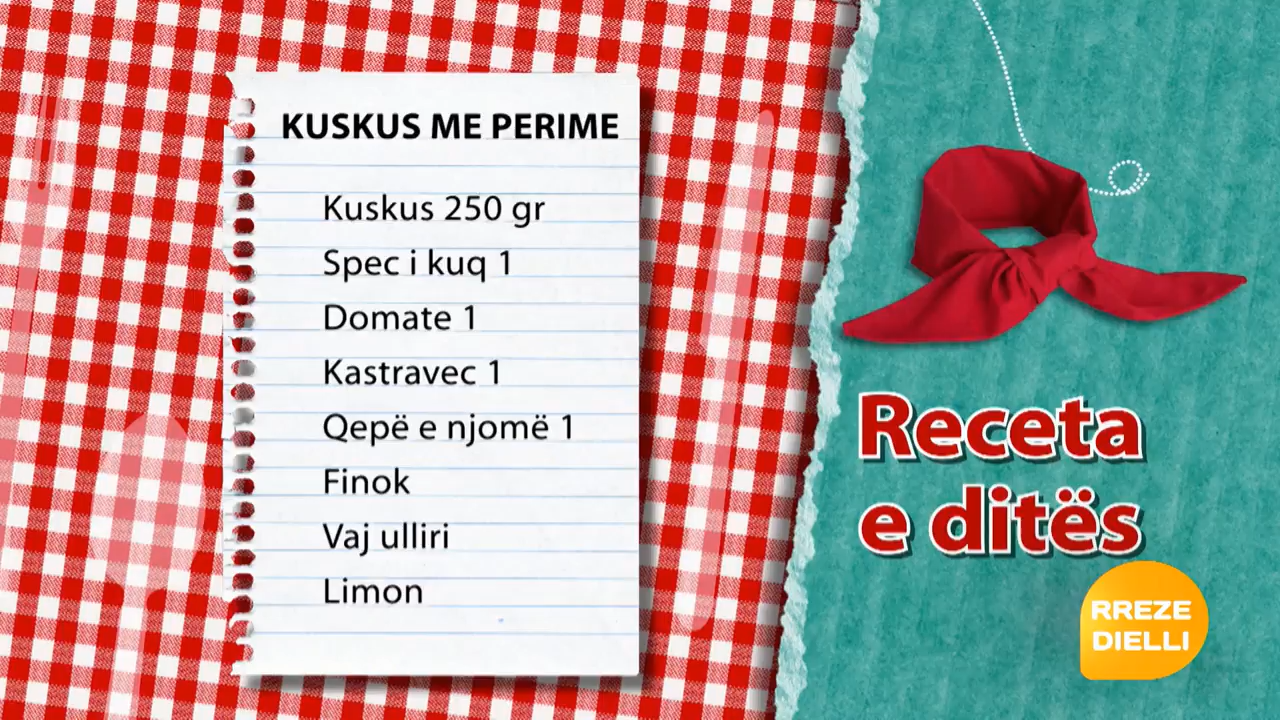 KUSKUS ME PERIME
Kuskus 250 gr
Spec i kuq 1
Domate 1
Kastravec 1
Qepë e njomë 1
Finok
Vaj ulliri
Limon
Receta
e ditës
RREZE
DIELLI